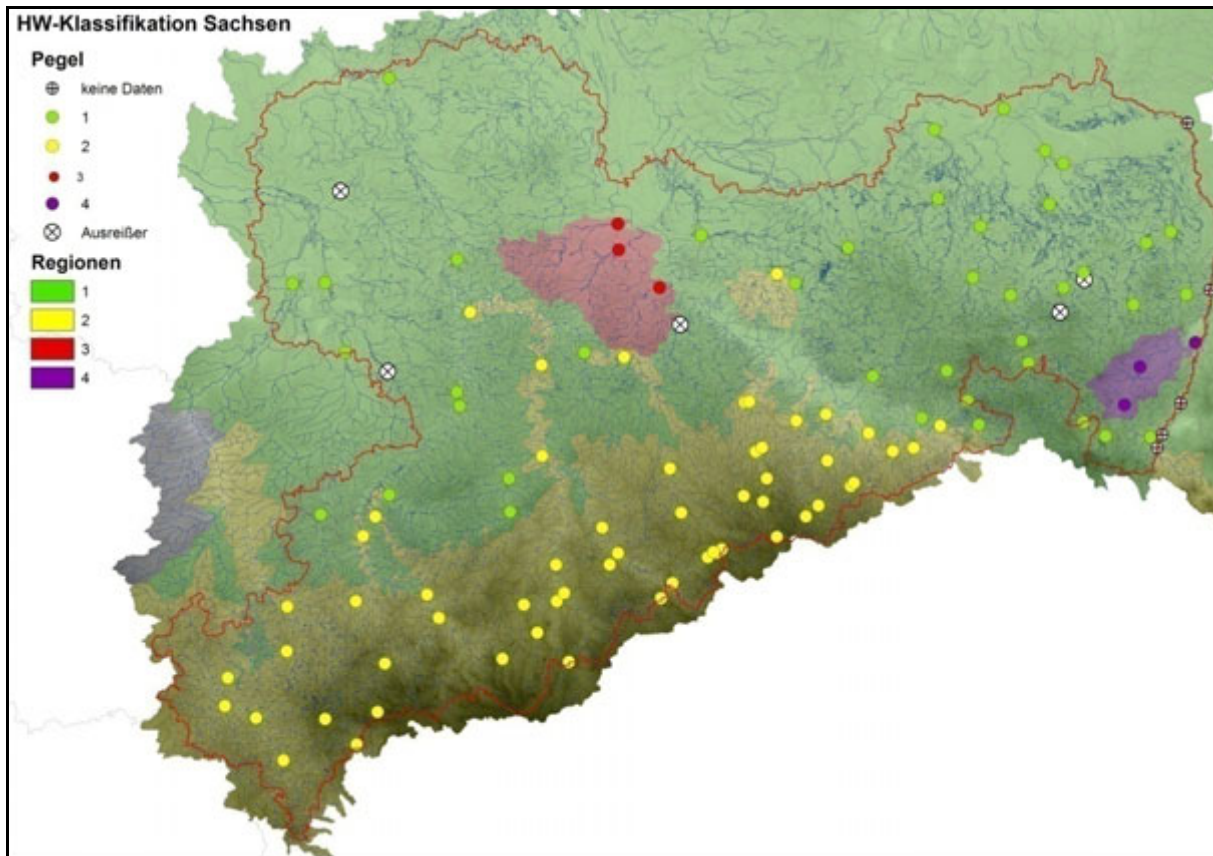 HW-Klassifikation Sachsen
Pegel
keine Daten
1
2
3
4
Ausreißer
Regionen
1
2
3
4